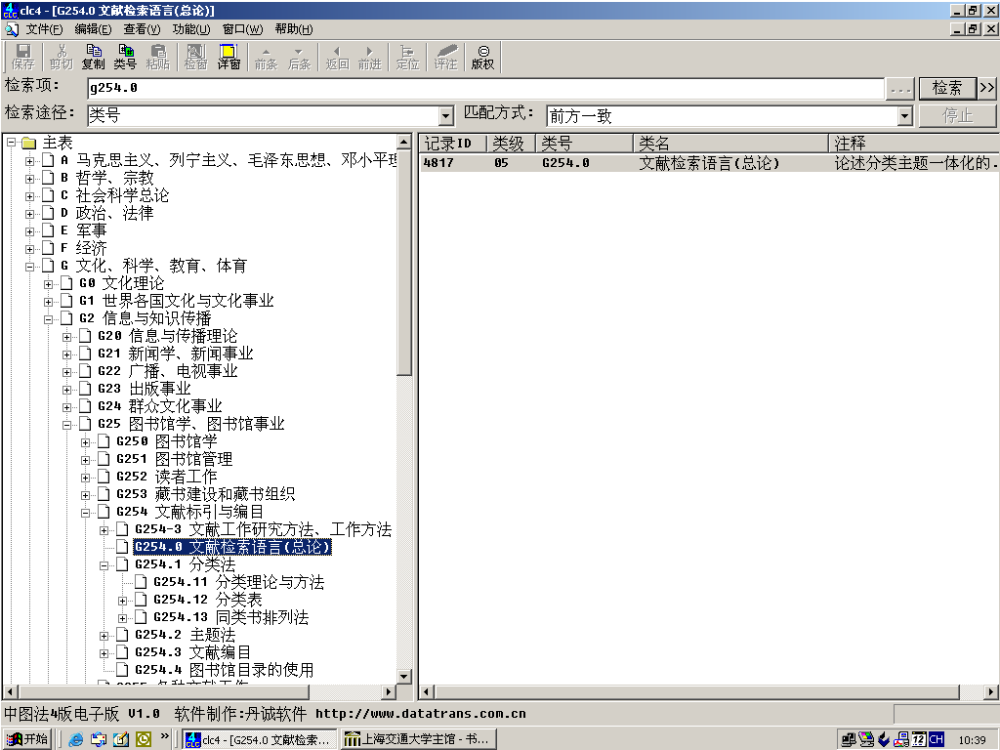 clc4 - [G254.0 文献检索语言(总论)]
文件(F) 编辑(E) 查看(V) 功能(U) 窗口(W) 帮助(H)
保存 剪切 复制 类号 粘贴 检窗 详窗 前条 后条 返回 前进 定位 评注 版权
检索项: g254.0 ... 检索 >>
检索途径: 类号 匹配方式: 前方一致 停止
主表
A 马克思主义、列宁主义、毛泽东思想、邓小平理
B 哲学、宗教
C 社会科学总论
D 政治、法律
E 军事
F 经济
G 文化、科学、教育、体育
G0 文化理论
G1 世界各国文化与文化事业
G2 信息与知识传播
G20 信息与传播理论
G21 新闻学、新闻事业
G22 广播、电视事业
G23 出版事业
G24 群众文化事业
G25 图书馆学、图书馆事业
G250 图书馆学
G251 图书馆管理
G252 读者工作
G253 藏书建设和藏书组织
G254 文献标引与编目
G254-3 文献工作研究方法、工作方法
G254.0 文献检索语言(总论)
G254.1 分类法
G254.11 分类理论与方法
G254.12 分类表
G254.13 同类书排列法
G254.2 主题法
G254.3 文献编目
G254.4 图书馆目录的使用
记录ID 类级 类号 类名 注释
4817 05 G254.0 文献检索语言(总论) 论述分类主题一体化的.
中图法4版电子版 V1.0 软件制作:丹诚软件 http://www.datatrans.com.cn
开始 clc4 - [G254.0 文献检索... 上海交通大学主馆 - 书... 12 CH 10:39